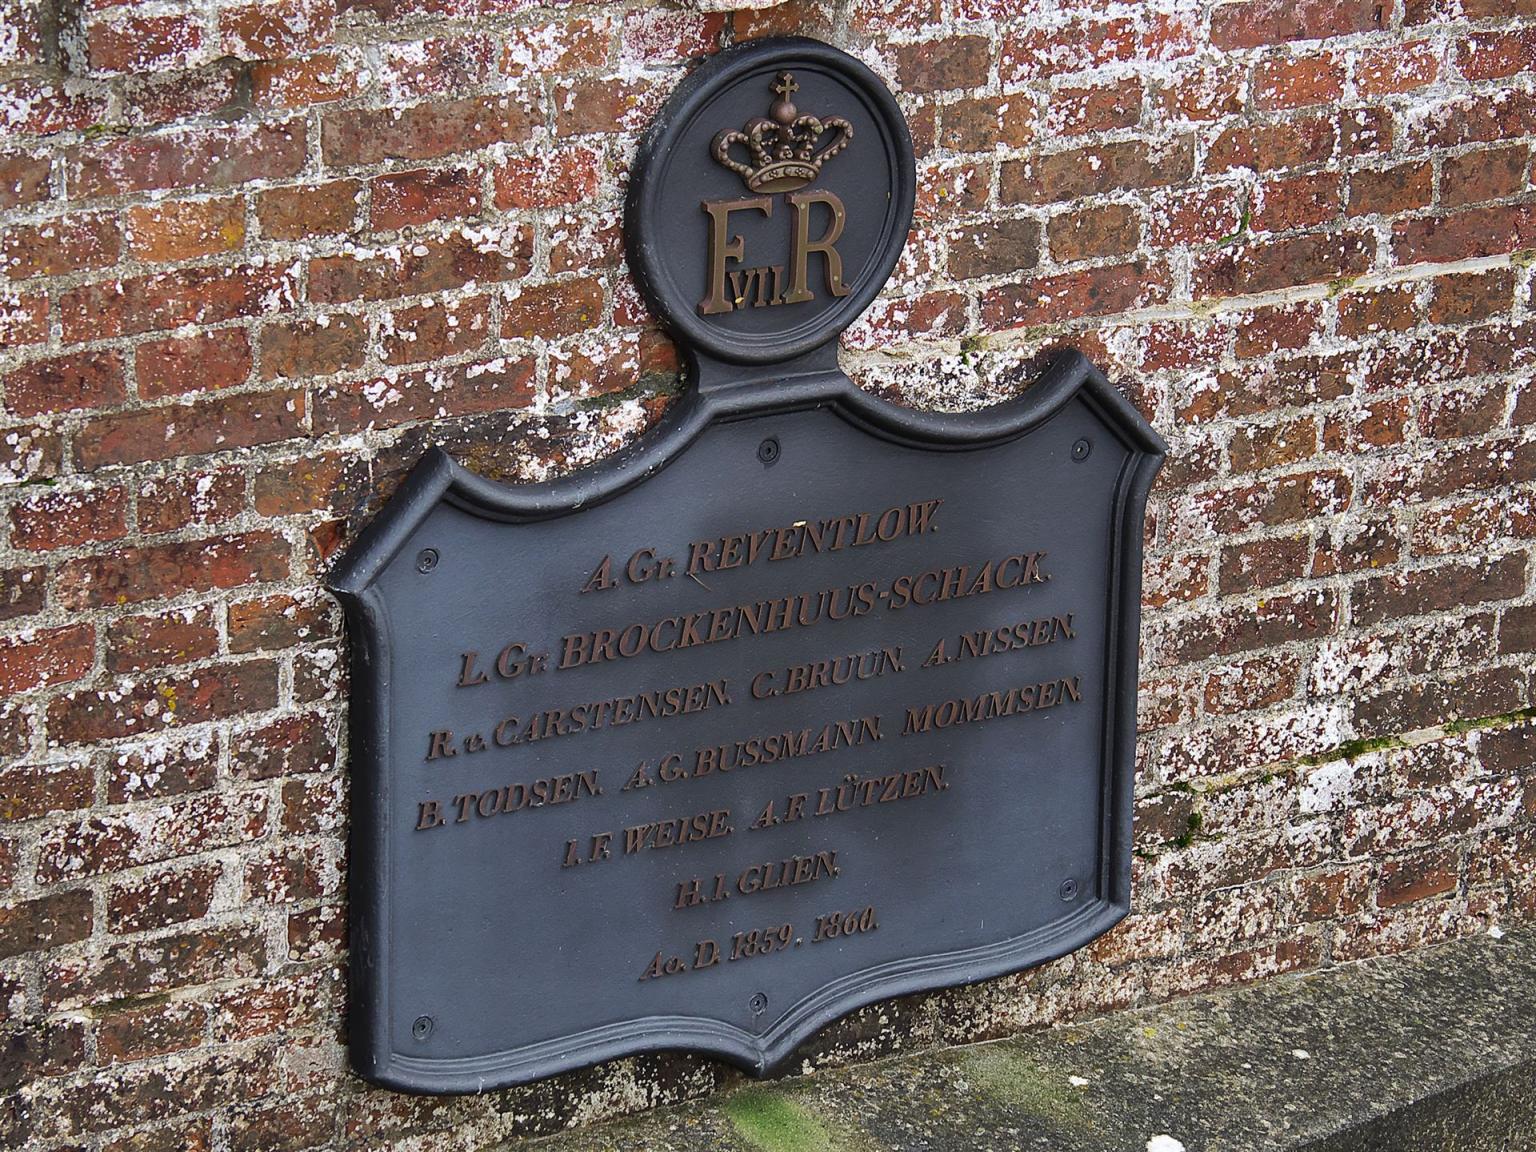 F VII R
A. Gr. REVENTLOW.
L. Gr. BROCKENHUUS-SCHACK.
R. v. CARSTENSEN. C. BRUUN. A. NISSEN.
B. TODSEN. A. G. BUSSMANN. MOMMSEN.
I. F. WEISE. A. F. LÜTZEN.
H. I. GLIEN.
Ao. D. 1859. 1860.